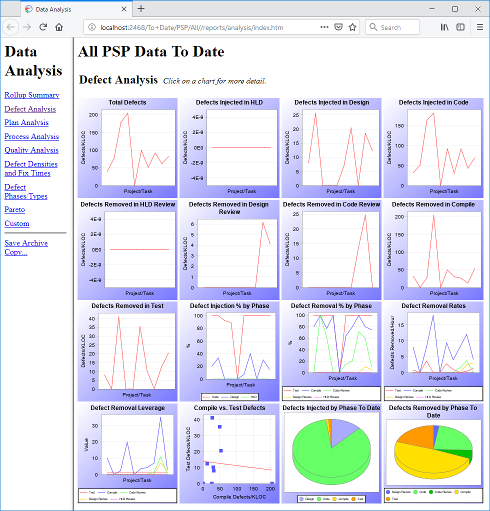 Data Analysis
localhost:2468/To+Date/PSP/All//reports/analysis/index.htm
Search
Data
Analysis
Rollup Summary
Defect Analysis
Plan Analysis
Process Analysis
Quality Analysis
Defect Densities
and Fix Times
Defect
Phases Types
Pareto
Custom
Save Archive
Copy...
All PSP Data To Date
Defect Analysis Click on a chart for more detail.
Total Defects
Defects/KLOC
200
150
100
50
0
Project/Task
Defects Injected in HLD
Defects/KLOC
4E-9
2E-9
0E0
-2E-9
-4E-9
Project/Task
Defects Injected in Design
Defects/KLOC
25
20
15
10
5
0
Project/Task
Defects Injected in Code
Defects/KLOC
150
100
50
0
Project/Task
Defects Removed in HLD Review
Defects/KLOC
4E-9
2E-9
0E0
-2E-9
-4E-9
Project/Task
Defects Removed in Design
Review
Defects/KLOC
6
5
4
3
2
1
0
Project/Task
Defects Removed in Code Review
Defects/KLOC
25
20
15
10
5
0
Project/Task
Defects Removed in Compile
Defects/KLOC
200
150
100
50
0
Project/Task
Defects Removed in Test
Defects/KLOC
40
35
30
25
20
15
10
5
0
Project/Task
Defect Injection % by Phase
%
100
75
50
25
0
Project/Task
Code Design HLD
Defect Removal % by Phase
%
100
80
60
40
20
0
Project/Task
Test Compile Code Review
Design Review HLD Review
Defect Removal Rates
Defects Removed/Hour
15
10
5
0
Project/Task
Test Compile Code Review
Design Review HLD Review
Defect Removal Leverage
Value
30
20
10
0
Project/Task
Test Compile Code Review
Design Review HLD Review
Compile vs. Test Defects
Test Defects/KLOC
40
30
20
10
0
0 50 100 150 200
Compile Defects/KLOC
Defects Injected by Phase To Date
Design Code Compile Test
Defects Removed by Phase To
Date
Design Review Code Review Compile
Test